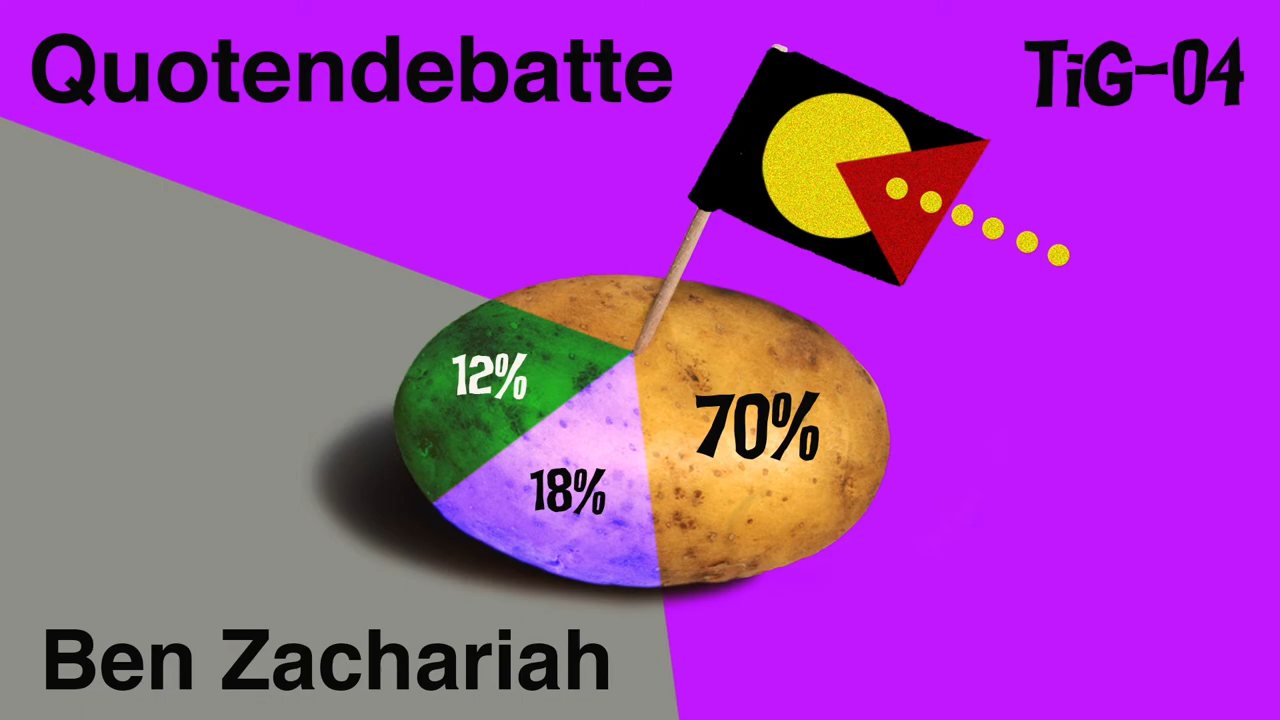 Quotendebatte
TiG-04
12%
70%
18%
Ben Zachariah